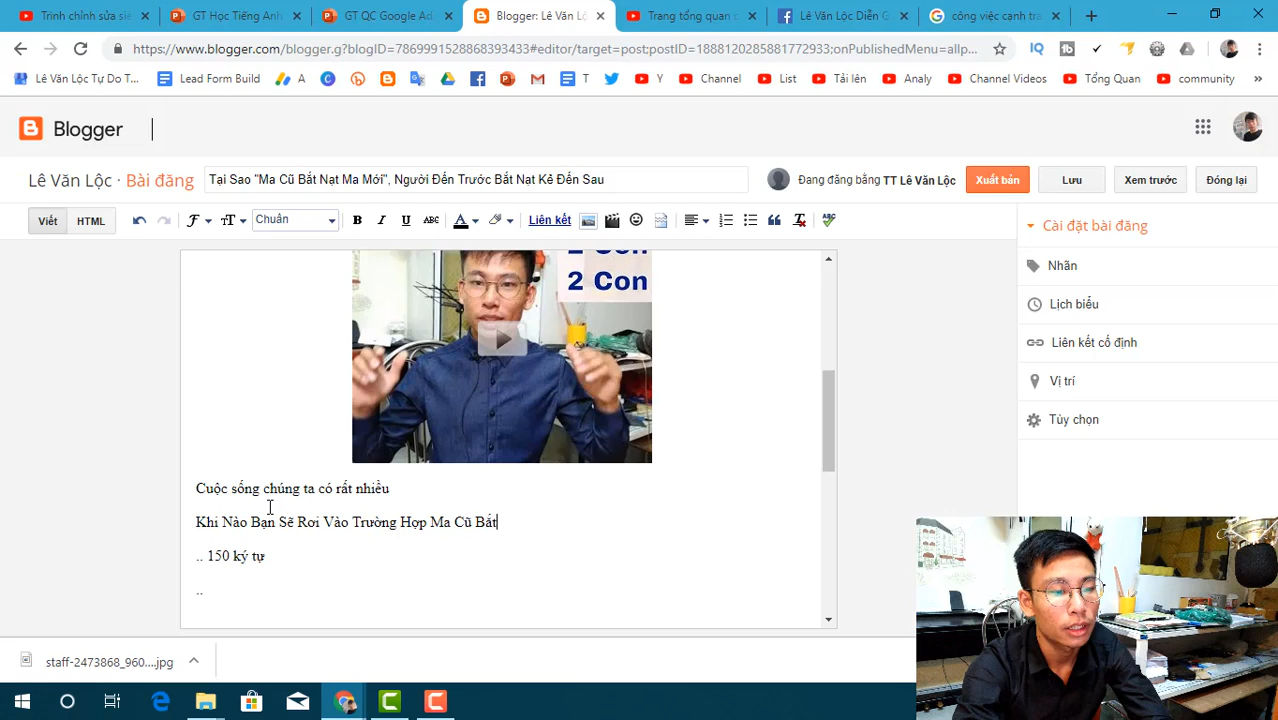 Trình chỉnh sửa siê
GT Học Tiếng Anh
GT QC Google Ad
Blogger: Lê Văn Lộ
Trang tổng quan c
Lê Văn Lộc Diễn G
công việc cạnh tra
https://www.blogger.com/blogger.g?blogID=7869991528868393433#editor/target=post;postID=1888120285881772933;onPublishedMenu=allp...
Lê Văn Lộc Tự Do T...
Lead Form Build
T
Y
Channel
List
Tải lên
Analy
Channel Videos
Tổng Quan
community
»
Blogger
Lê Văn Lộc · Bài đăng
Tại Sao "Ma Cũ Bắt Nạt Ma Mới", Người Đến Trước Bắt Nạt Kẻ Đến Sau
Đang đăng bằng TT Lê Văn Lộc
Xuất bản
Lưu
Xem trước
Đóng lại
Viết
HTML
Chuẩn
B
I
U
ABC
A
Liên kết
Cài đặt bài đăng
Nhãn
Lịch biểu
Liên kết cố định
Vị trí
Tùy chọn
2 Con
2 Con
Cuộc sống chúng ta có rất nhiều
Khi Nào Bạn Sẽ Rơi Vào Trường Hợp Ma Cũ Bắt
.. 150 ký tự
..
staff-2473868_960....jpg